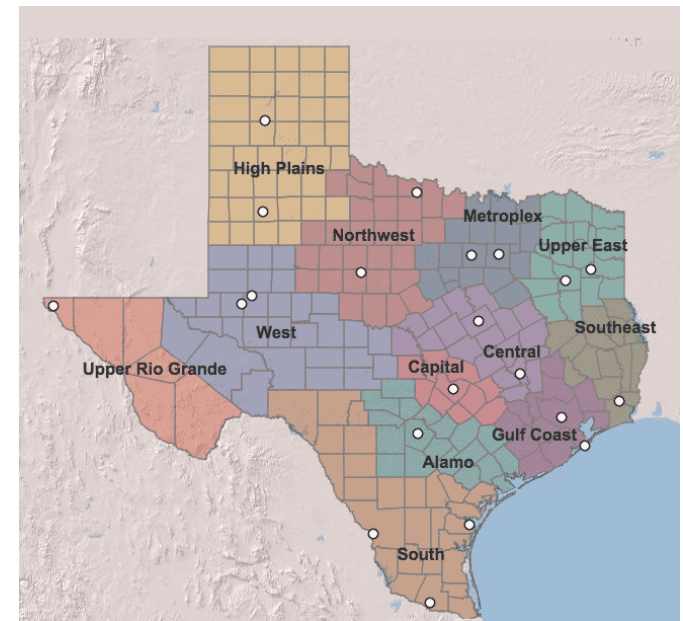 High Plains
Metroplex
Northwest
Upper East
Southeast
West
Central
Capital
Upper Rio Grande
Gulf Coast
Alamo
South